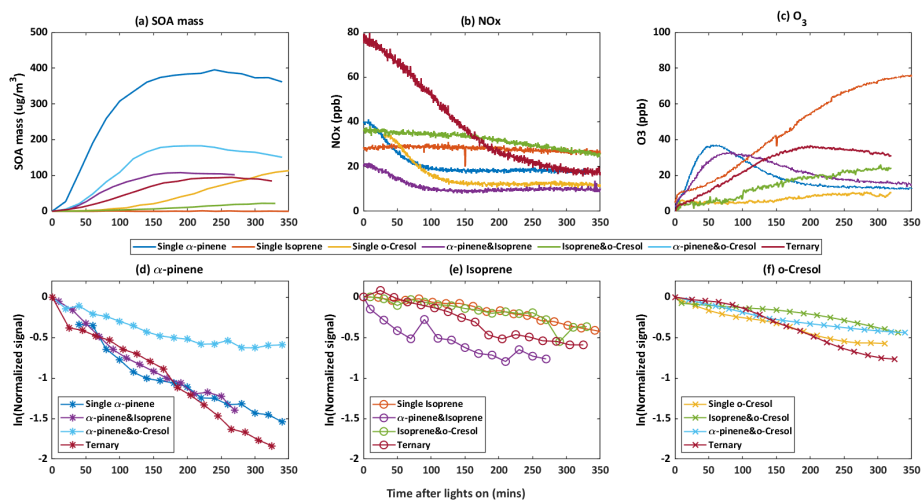 (a) SOA mass
(b) NOx
(c) O3
SOA mass (ug/m3)
500
400
300
200
100
0
0 50 100 150 200 250 300 350
NOx (ppb)
80
60
40
20
0
0 50 100 150 200 250 300 350
O3 (ppb)
100
80
60
40
20
0
0 50 100 150 200 250 300 350
Single α-pinene Single Isoprene Single o-Cresol α-pinene&Isoprene Isoprene&o-Cresol α-pinene&o-Cresol Ternary
(d) α-pinene
(e) Isoprene
(f) o-Cresol
ln(Normalized signal)
0
-0.5
-1
-1.5
-2
0 50 100 150 200 250 300 350
Single α-pinene
α-pinene&Isoprene
α-pinene&o-Cresol
Ternary
ln(Normalized signal)
0
-0.5
-1
-1.5
-2
0 50 100 150 200 250 300 350
Single Isoprene
α-pinene&Isoprene
Isoprene&o-Cresol
Ternary
ln(Normalized signal)
0
-0.5
-1
-1.5
-2
0 50 100 150 200 250 300 350
Single o-Cresol
Isoprene&o-Cresol
α-pinene&o-Cresol
Ternary
Time after lights on (mins)